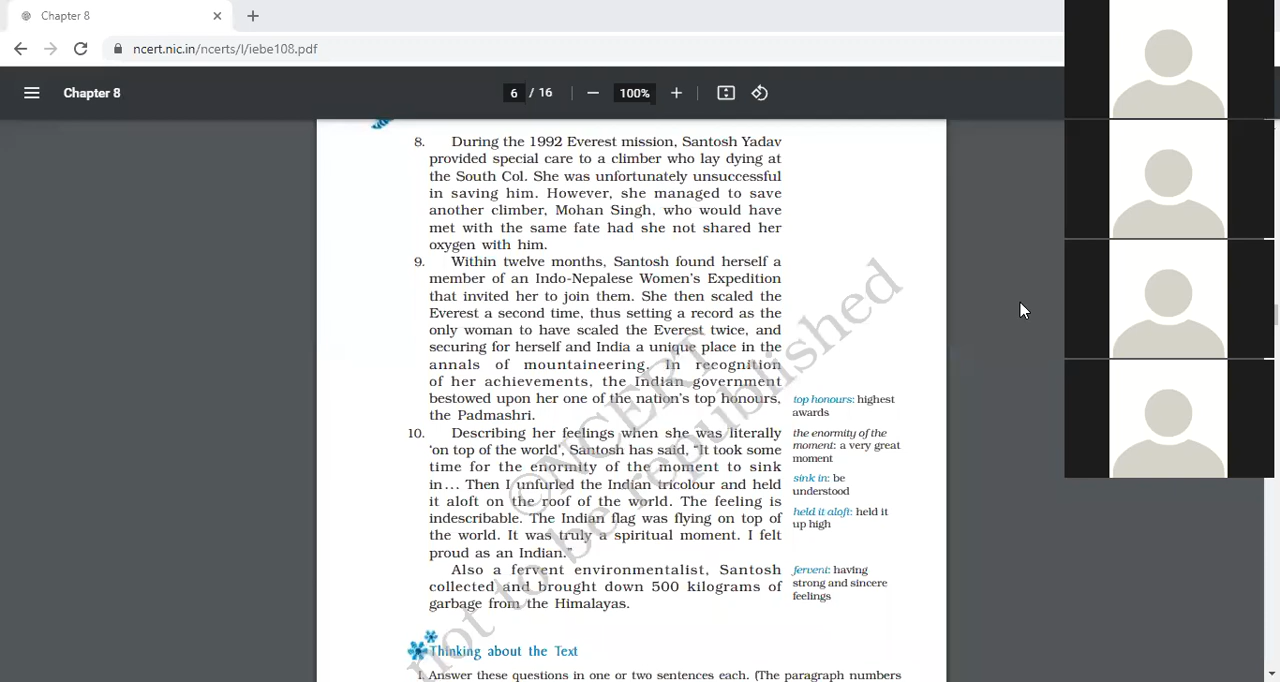 Chapter 8
ncert.nic.in/ncerts/l/iebe108.pdf
Chapter 8
6 / 16
100%
8. During the 1992 Everest mission, Santosh Yadav
provided special care to a climber who lay dying at
the South Col. She was unfortunately unsuccessful
in saving him. However, she managed to save
another climber, Mohan Singh, who would have
met with the same fate had she not shared her
oxygen with him.
9. Within twelve months, Santosh found herself a
member of an Indo-Nepalese Women's Expedition
that invited her to join them. She then scaled the
Everest a second time, thus setting a record as the
only woman to have scaled the Everest twice, and
securing for herself and India a unique place in the
annals of mountaineering. In recognition
of her achievements, the Indian government
bestowed upon her one of the nation's top honours,
the Padmashri.
10. Describing her feelings when she was literally
'on top of the world', Santosh has said, "It took some
time for the enormity of the moment to sink
in... Then I unfurled the Indian tricolour and held
it aloft on the roof of the world. The feeling is
indescribable. The Indian flag was flying on top of
the world. It was truly a spiritual moment. I felt
proud as an Indian."
Also a fervent environmentalist, Santosh
collected and brought down 500 kilograms of
garbage from the Himalayas.
top honours: highest
awards
the enormity of the
moment: a very great
moment
sink in: be
understood
held it aloft: held it
up high
fervent: having
strong and sincere
feelings
©NCERT
not to be republished
Thinking about the Text
I. Answer these questions in one or two sentences each. (The paragraph numbers